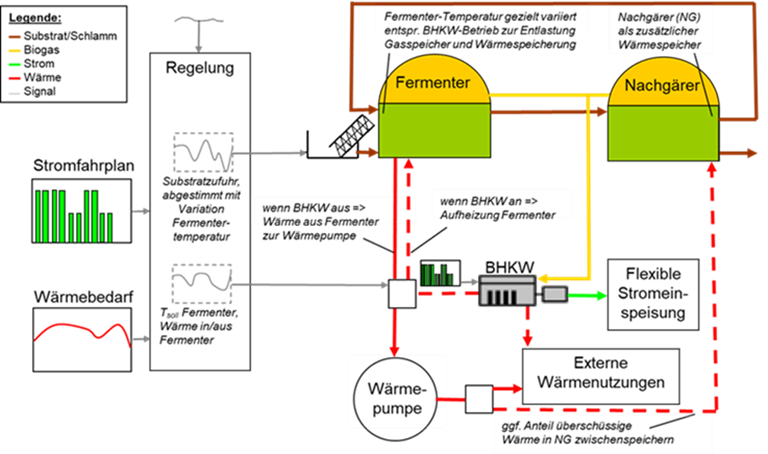 Legende:
Substrat/Schlamm
Biogas
Strom
Wärme
Signal
Fermenter-Temperatur gezielt variiert
entspr. BHKW-Betrieb zur Entlastung
Gasspeicher und Wärmespeicherung
Nachgärer (NG)
als zusätzlicher
Wärmespeicher
Regelung
Fermenter
Nachgärer
Stromfahrplan
Substratzufuhr,
abgestimmt mit
Variation
Fermenter-
temperatur
wenn BHKW aus =>
Wärme aus Fermenter
zur Wärmepumpe
wenn BHKW an =>
Aufheizung Fermenter
BHKW
Flexible
Stromein-
speisung
Wärmebedarf
Tsoll Fermenter,
Wärme in/aus
Fermenter
Wärme-
pumpe
Externe
Wärmenutzungen
ggf. Anteil überschüssige
Wärme in NG zwischenspeichern